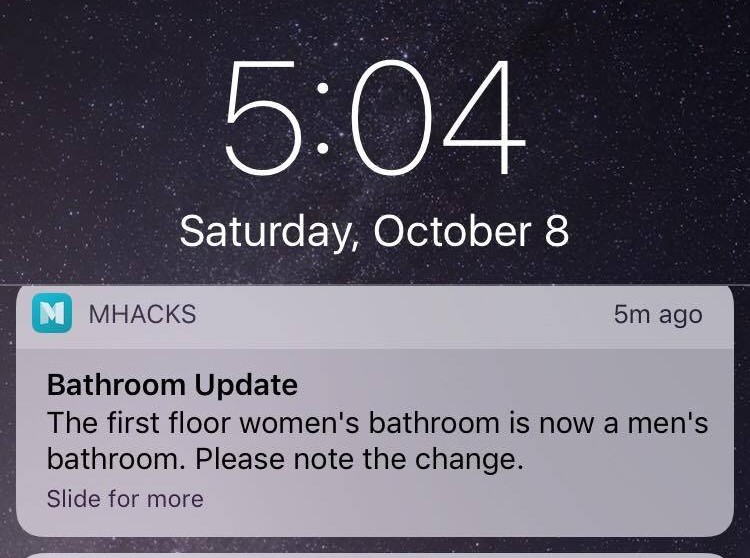 5:04
Saturday, October 8
M MHACKS 5m ago
Bathroom Update
The first floor women's bathroom is now a men's
bathroom. Please note the change.
Slide for more